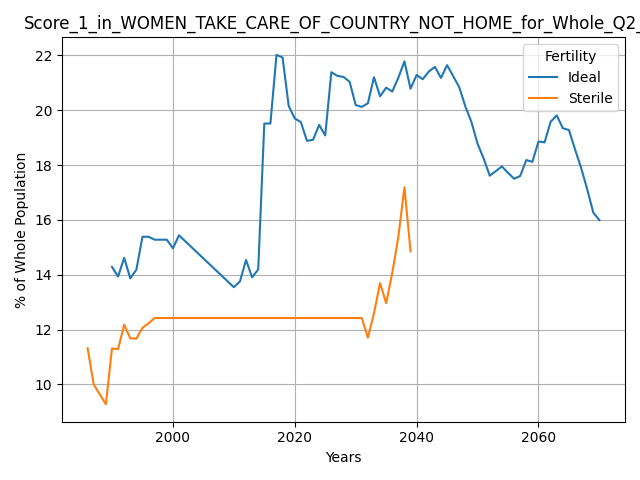 Score_1_in_WOMEN_TAKE_CARE_OF_COUNTRY_NOT_HOME_for_Whole_Q2_
Fertility
Ideal
Sterile
% of Whole Population
22
20
18
16
14
12
10
2000
2020
2040
2060
Years